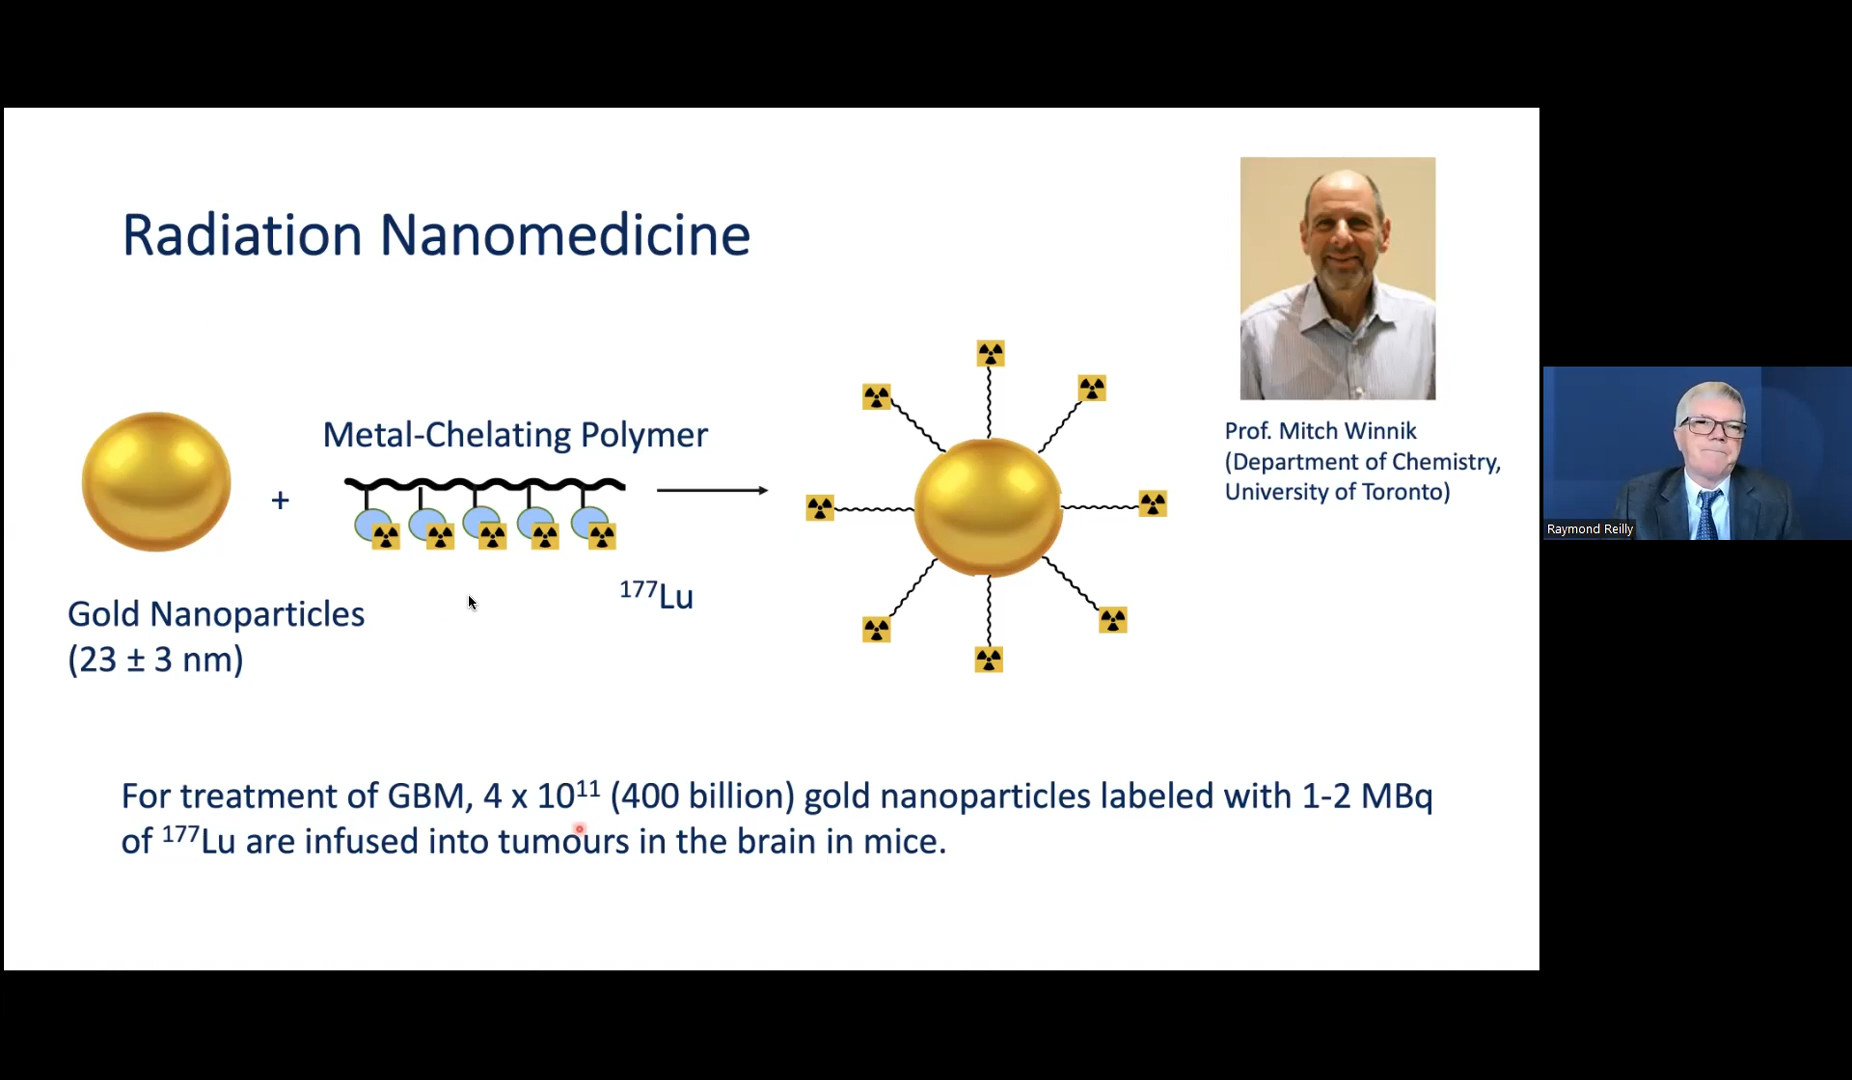 Radiation Nanomedicine
Metal-Chelating Polymer
+
¹⁷⁷Lu
Gold Nanoparticles
(23 ± 3 nm)
Prof. Mitch Winnik
(Department of Chemistry,
University of Toronto)
For treatment of GBM, 4 x 10¹¹ (400 billion) gold nanoparticles labeled with 1-2 MBq
of ¹⁷⁷Lu are infused into tumours in the brain in mice.
Raymond Reilly